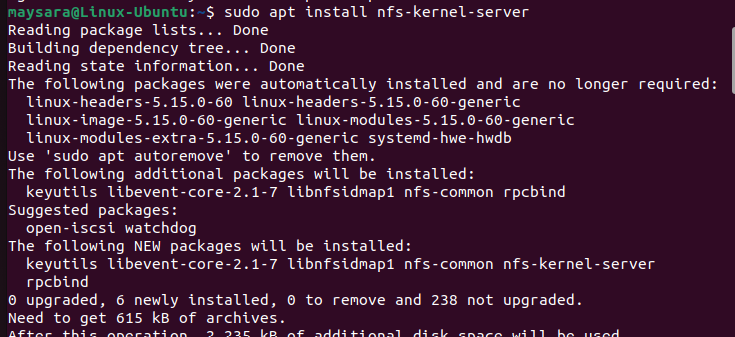 maysara@Linux-Ubuntu:~$ sudo apt install nfs-kernel-server
Reading package lists... Done
Building dependency tree... Done
Reading state information... Done
The following packages were automatically installed and are no longer required:
  linux-headers-5.15.0-60 linux-headers-5.15.0-60-generic
  linux-image-5.15.0-60-generic linux-modules-5.15.0-60-generic
  linux-modules-extra-5.15.0-60-generic systemd-hwe-hwdb
Use 'sudo apt autoremove' to remove them.
The following additional packages will be installed:
  keyutils libevent-core-2.1-7 libnfsidmap1 nfs-common rpcbind
Suggested packages:
  open-iscsi watchdog
The following NEW packages will be installed:
  keyutils libevent-core-2.1-7 libnfsidmap1 nfs-common nfs-kernel-server
  rpcbind
0 upgraded, 6 newly installed, 0 to remove and 238 not upgraded.
Need to get 615 kB of archives.
After this operation, 2,235 kB of additional disk space will be used.